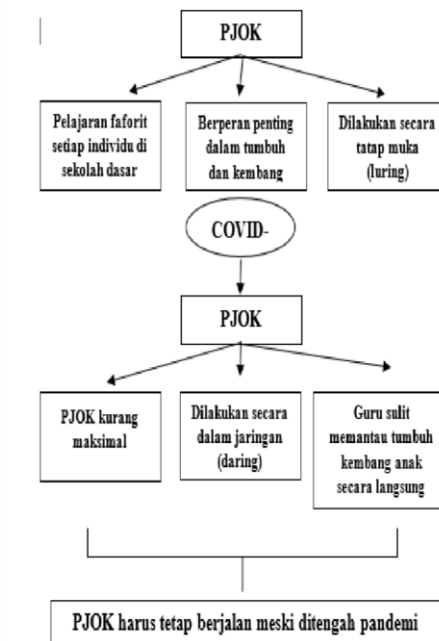 PJOK
Pelajaran faforit
setiap individu di
sekolah dasar
Berperan penting
dalam tumbuh
dan kembang
Dilakukan secara
tatap muka
(luring)
COVID-
PJOK
PJOK kurang
maksimal
Dilakukan secara
dalam jaringan
(daring)
Guru sulit
memantau tumbuh
kembang anak
secara langsung
PJOK harus tetap berjalan meski ditengah pandemi